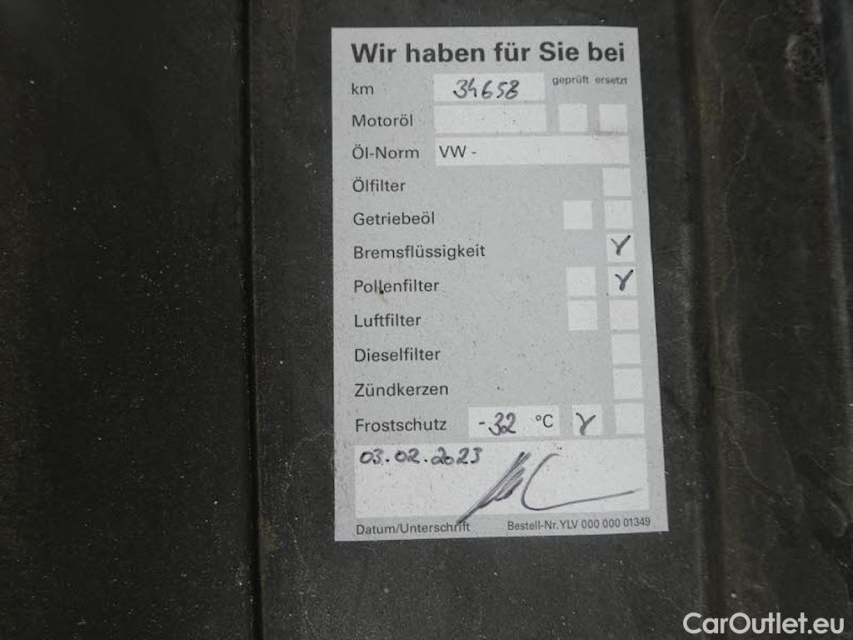 Wir haben für Sie bei
km 34658 geprüft ersetzt
Motoröl
Öl-Norm VW -
Ölfilter
Getriebeöl
Bremsflüssigkeit
Pollenfilter
Luftfilter
Dieselfilter
Zündkerzen
Frostschutz -32 °C
03.02.2023
Datum/Unterschrift Bestell-Nr. YLV 000 000 01349
CarOutlet.eu